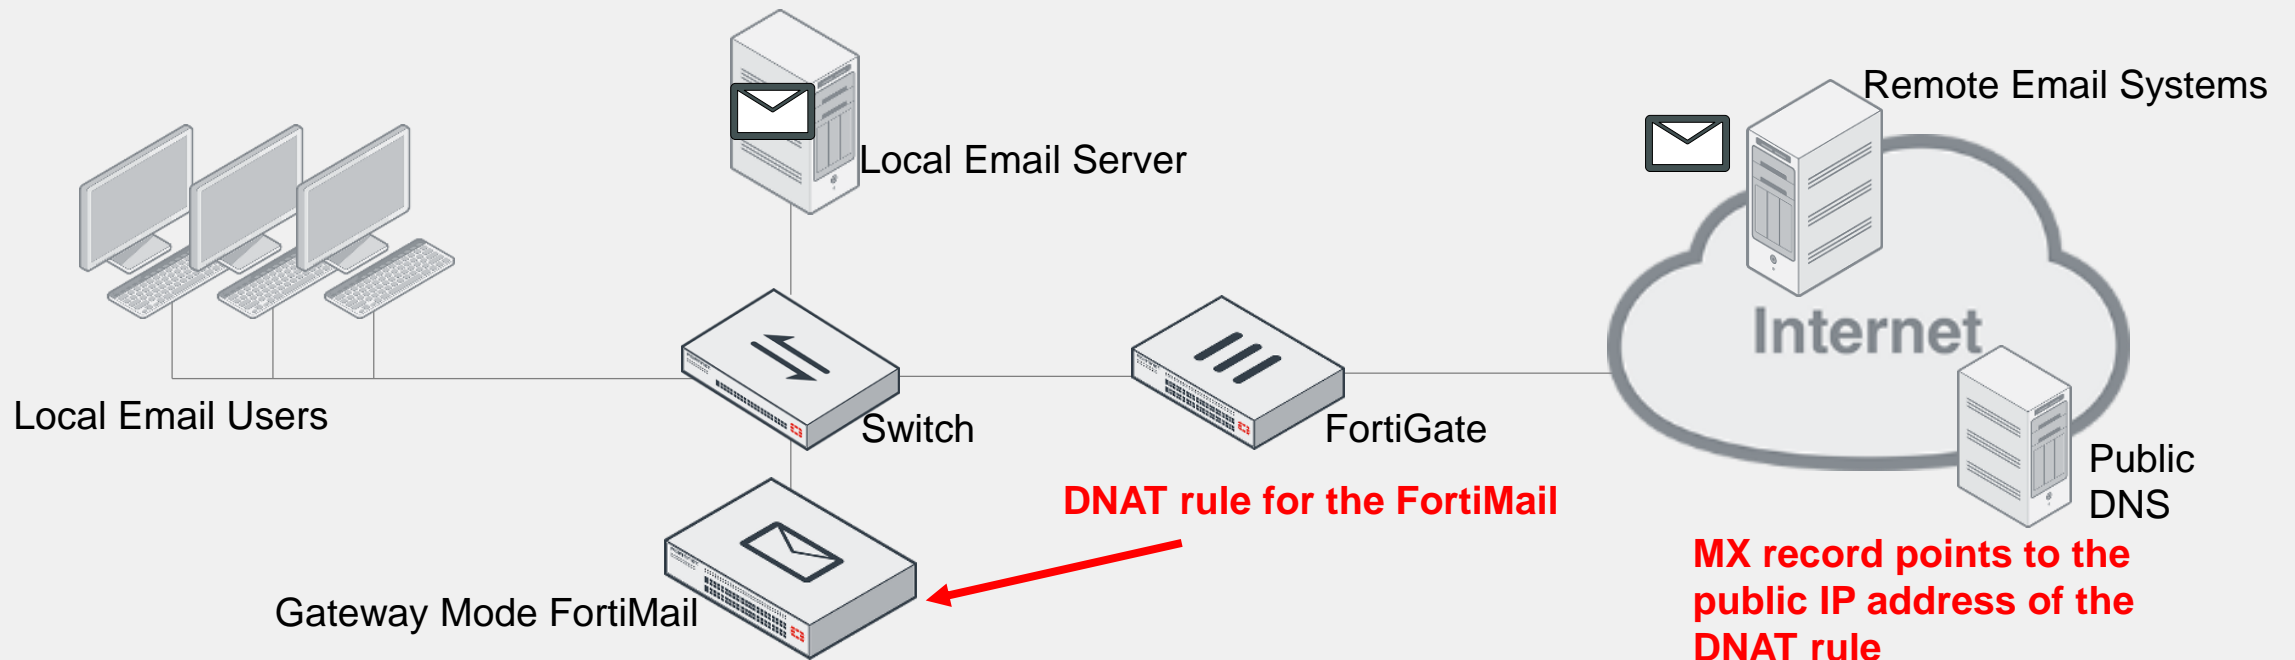 Remote Email Systems
Local Email Server
Internet
Local Email Users
Switch
FortiGate
Public
DNS
DNAT rule for the FortiMail
MX record points to the
public IP address of the
DNAT rule
Gateway Mode FortiMail